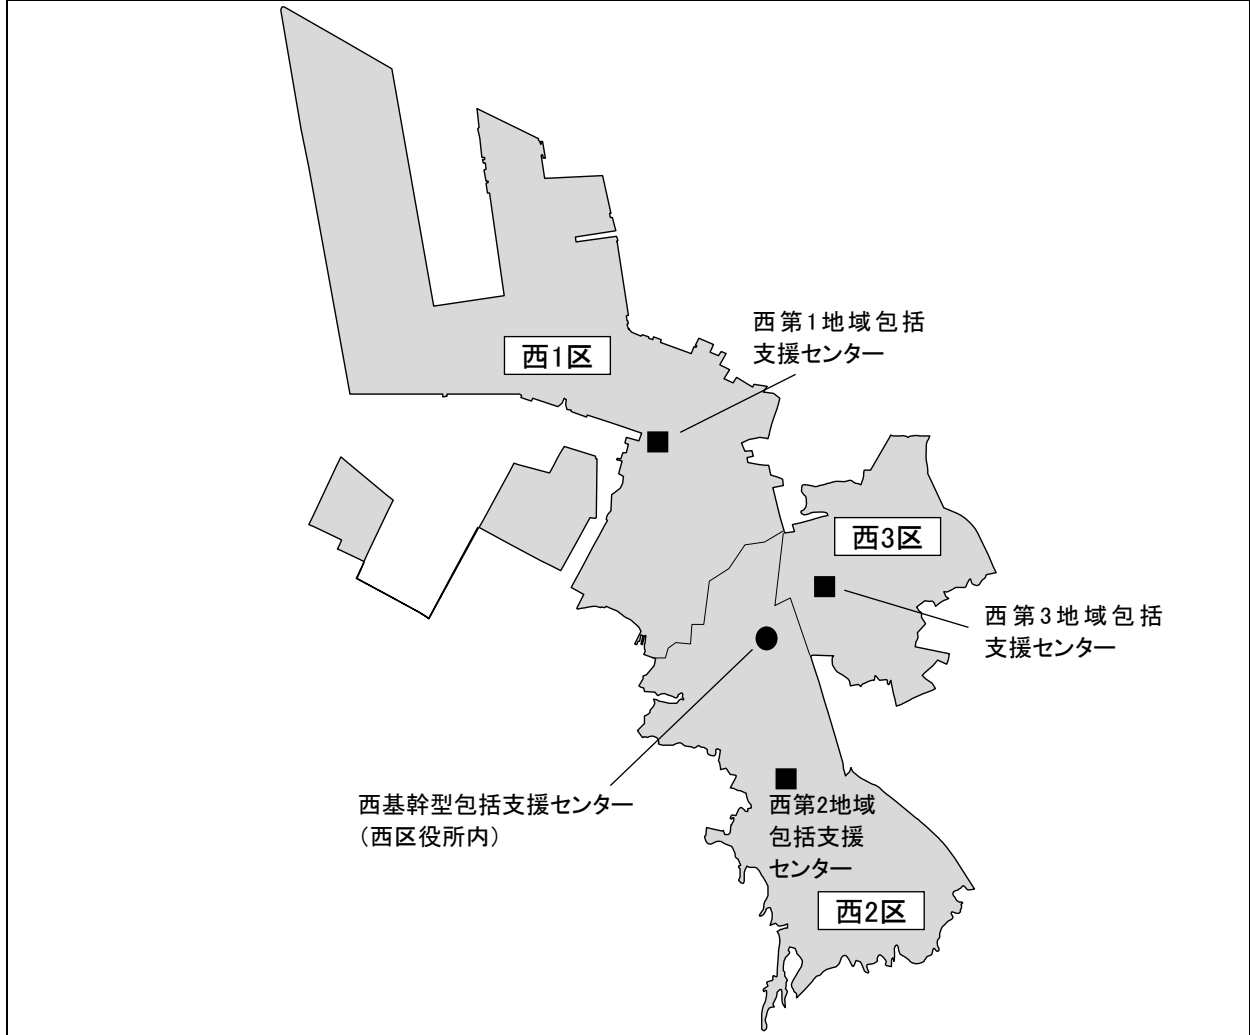 西第1地域包括
支援センター
西1区
西3区
西第3地域包括
支援センター
西基幹型包括支援センター
（西区役所内）
西第2地域
包括支援
センター
西2区